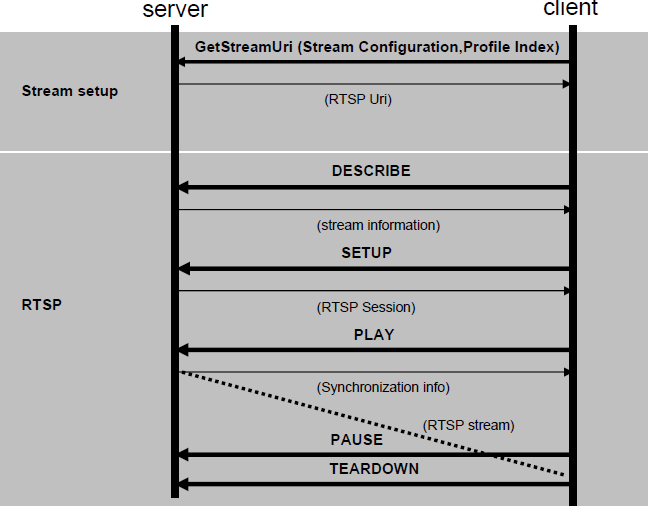 server
client
GetStreamUri (Stream Configuration,Profile Index)
Stream setup
(RTSP Uri)
DESCRIBE
(stream information)
SETUP
RTSP
(RTSP Session)
PLAY
(Synchronization info)
(RTSP stream)
PAUSE
TEARDOWN